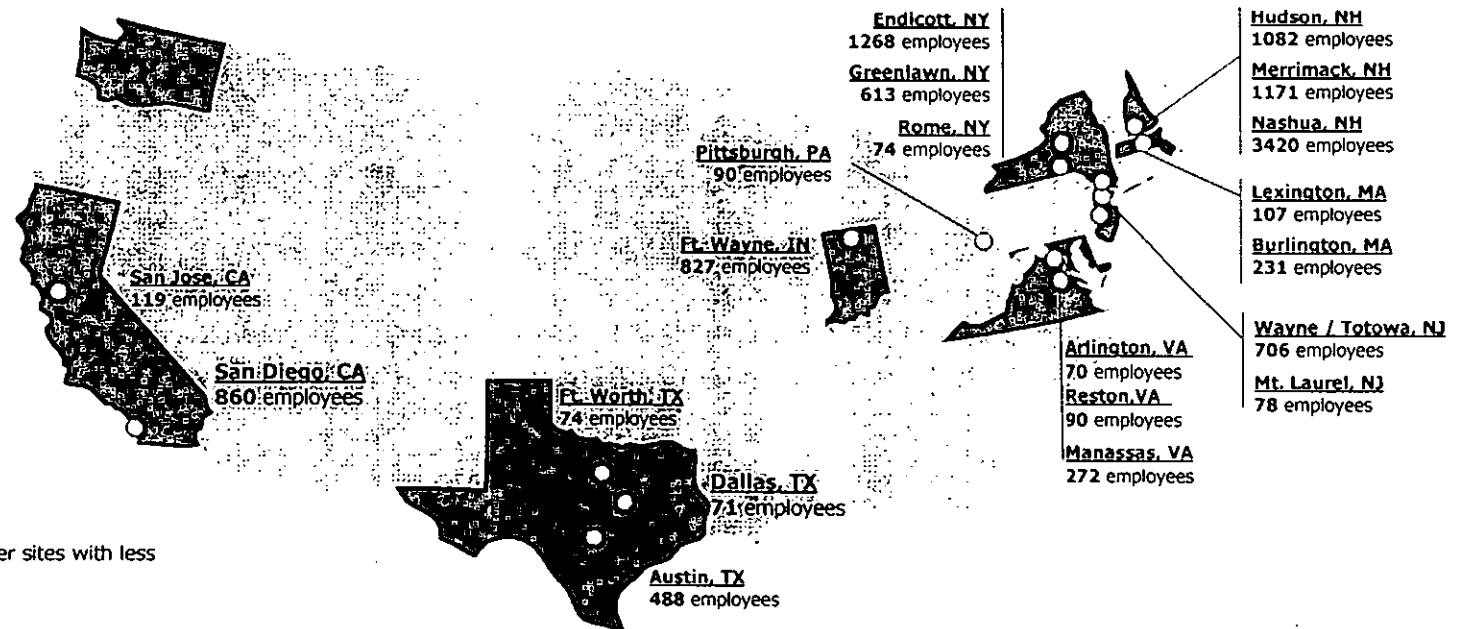 Endicott, NY
1268 employees
Greenlawn, NY
613 employees
Rome, NY
74 employees
Hudson, NH
1082 employees
Merrimack, NH
1171 employees
Nashua, NH
3420 employees
Pittsburgh, PA
90 employees
Lexington, MA
107 employees
Burlington, MA
231 employees
Ft. Wayne, IN
827 employees
San Jose, CA
119 employees
Wayne / Totowa, NJ
706 employees
Mt. Laurel, NJ
78 employees
Arlington, VA
70 employees
Reston, VA
90 employees
Manassas, VA
272 employees
San Diego, CA
860 employees
Ft. Worth, TX
74 employees
Dallas, TX
71 employees
Austin, TX
488 employees
er sites with less